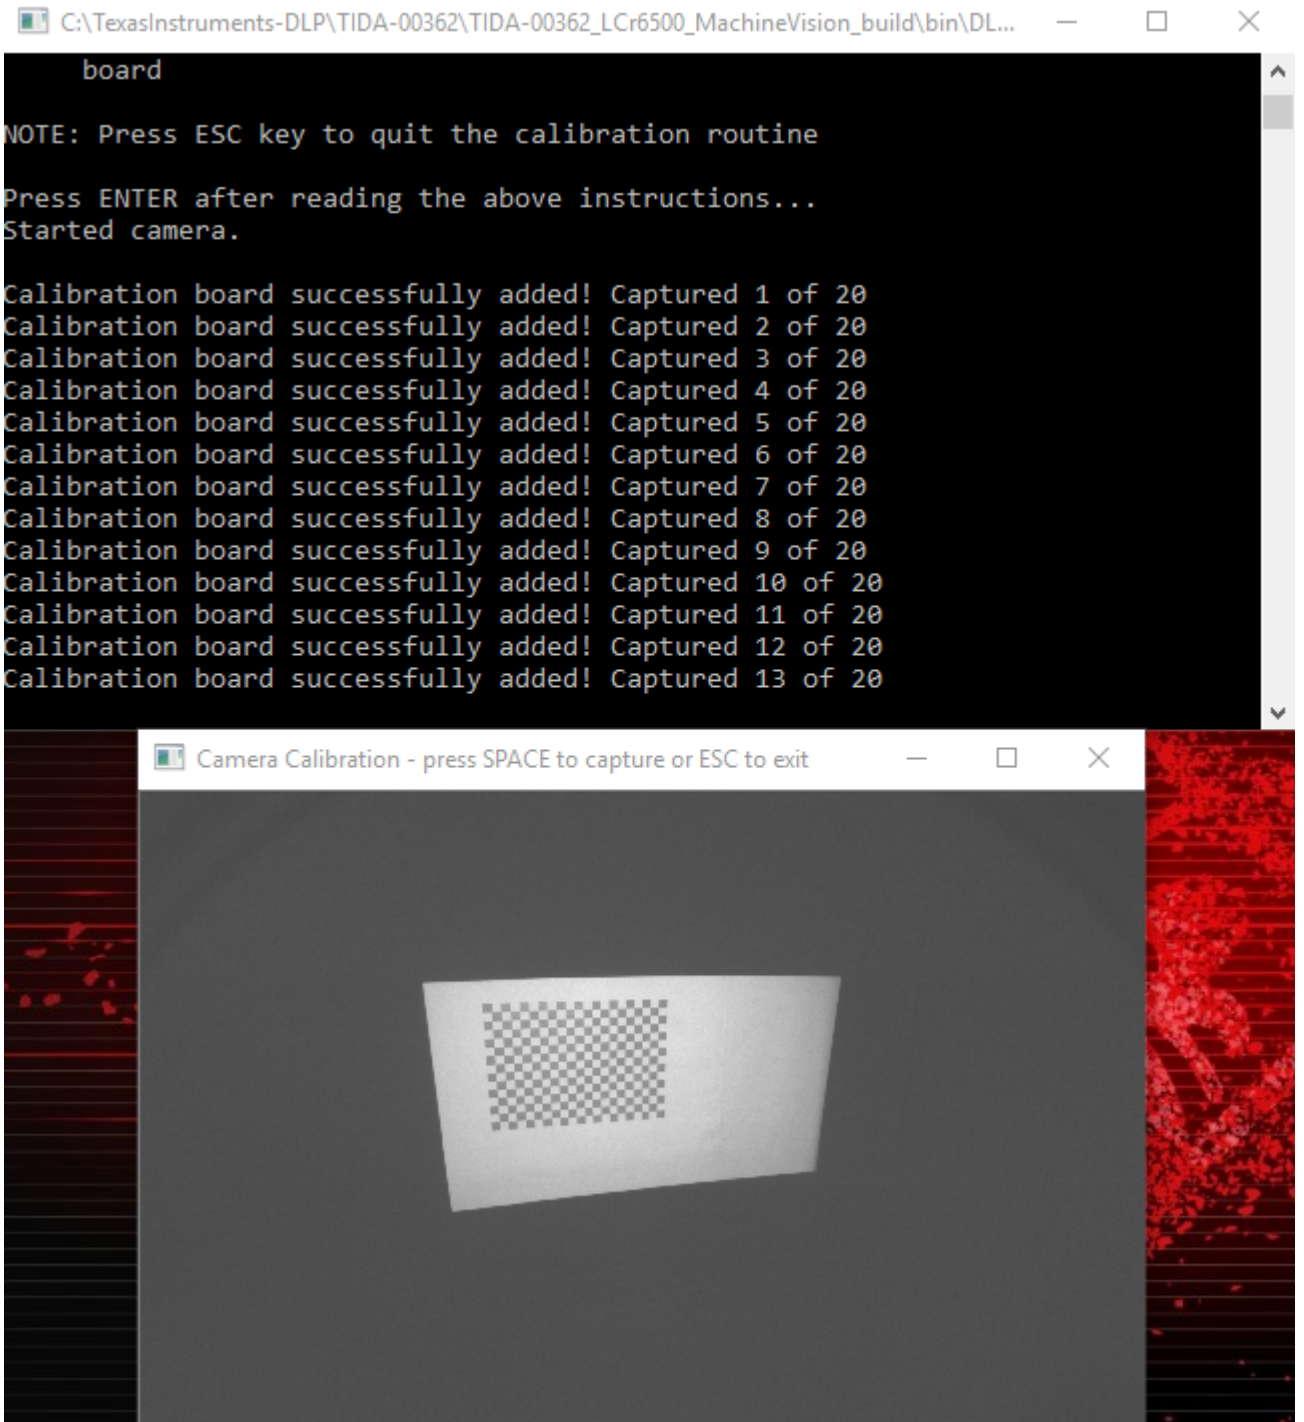 C:\TexasInstruments-DLP\TIDA-00362\TIDA-00362_LCr6500_MachineVision_build\bin\DL...
board
NOTE: Press ESC key to quit the calibration routine
Press ENTER after reading the above instructions...
Started camera.
Calibration board successfully added! Captured 1 of 20
Calibration board successfully added! Captured 2 of 20
Calibration board successfully added! Captured 3 of 20
Calibration board successfully added! Captured 4 of 20
Calibration board successfully added! Captured 5 of 20
Calibration board successfully added! Captured 6 of 20
Calibration board successfully added! Captured 7 of 20
Calibration board successfully added! Captured 8 of 20
Calibration board successfully added! Captured 9 of 20
Calibration board successfully added! Captured 10 of 20
Calibration board successfully added! Captured 11 of 20
Calibration board successfully added! Captured 12 of 20
Calibration board successfully added! Captured 13 of 20
Camera Calibration - press SPACE to capture or ESC to exit